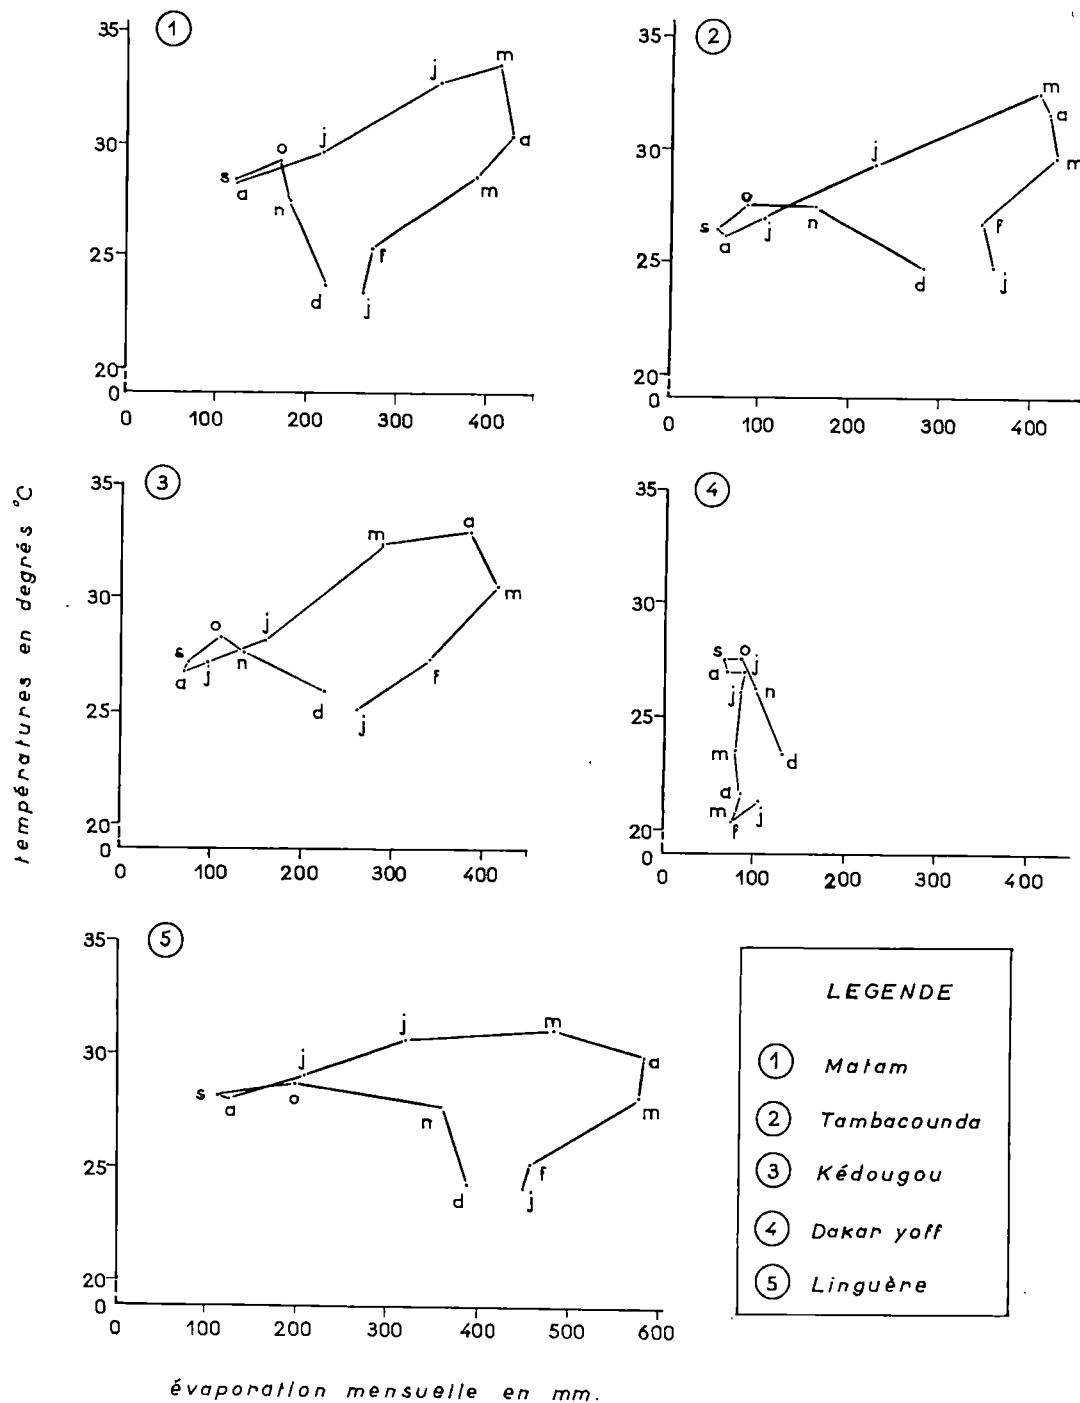 1
35
30
25
20
0
m
j
j
o
s
a
a
m
n
f
d
j
0 100 200 300 400
2
35
30
25
20
0
m
a
j
m
o
s
a
j
n
f
d
j
0 100 200 300 400
températures en degrés °C
3
35
30
25
20
0
a
m
m
j
o
s
a
j
n
f
d
j
0 100 200 300 400
4
35
30
25
20
0
s o
a j
j n
m d
a
m
f j
0 100 200 300 400
5
35
30
25
20
0
j m
j a
s a o
n m
f
d j
0 100 200 300 400 500 600
évaporation mensuelle en mm.
LEGENDE
1 Matam
2 Tambacounda
3 Kédougou
4 Dakar yoff
5 Linguère